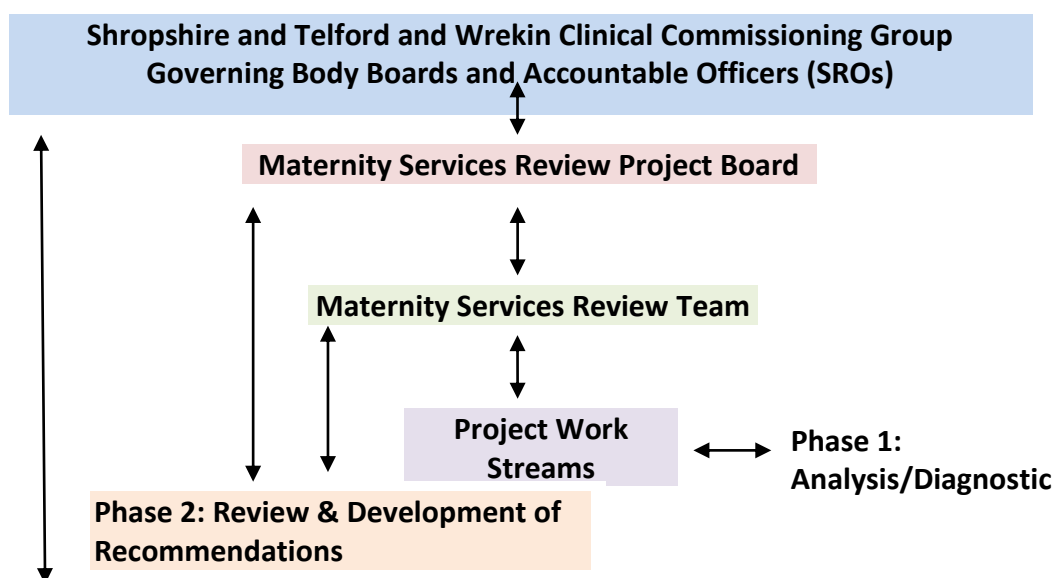 Shropshire and Telford and Wrekin Clinical Commissioning Group
Governing Body Boards and Accountable Officers (SROs)
Maternity Services Review Project Board
Maternity Services Review Team
Project Work
Streams
Phase 1:
Analysis/Diagnostic
Phase 2: Review & Development of
Recommendations